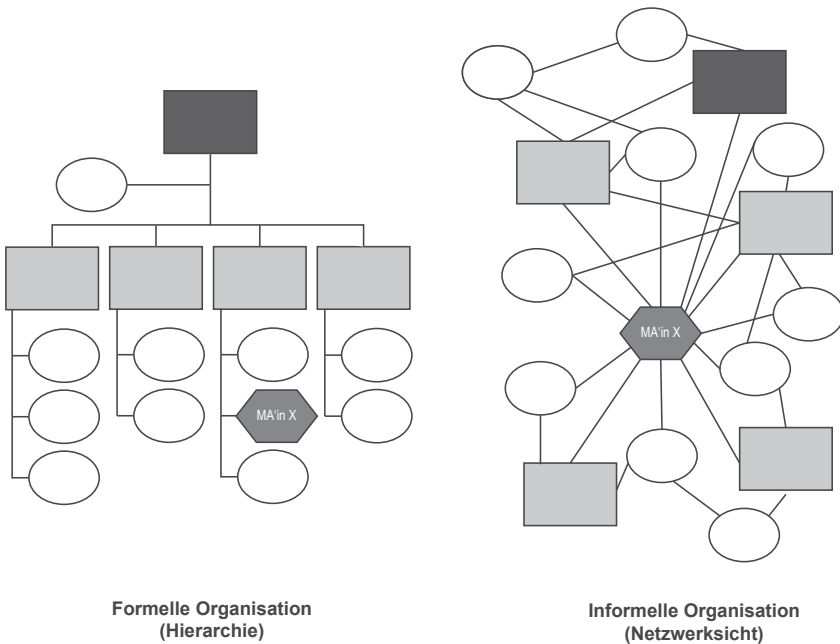 MA‘in X
MA‘in X
Formelle Organisation
(Hierarchie)
Informelle Organisation
(Netzwerksicht)